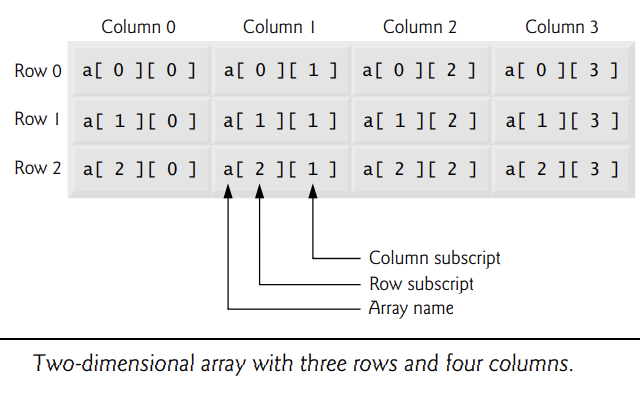 Column 0 Column 1 Column 2 Column 3
Row 0 a[ 0 ][ 0 ] a[ 0 ][ 1 ] a[ 0 ][ 2 ] a[ 0 ][ 3 ]
Row 1 a[ 1 ][ 0 ] a[ 1 ][ 1 ] a[ 1 ][ 2 ] a[ 1 ][ 3 ]
Row 2 a[ 2 ][ 0 ] a[ 2 ][ 1 ] a[ 2 ][ 2 ] a[ 2 ][ 3 ]
Column subscript
Row subscript
Array name
Two-dimensional array with three rows and four columns.